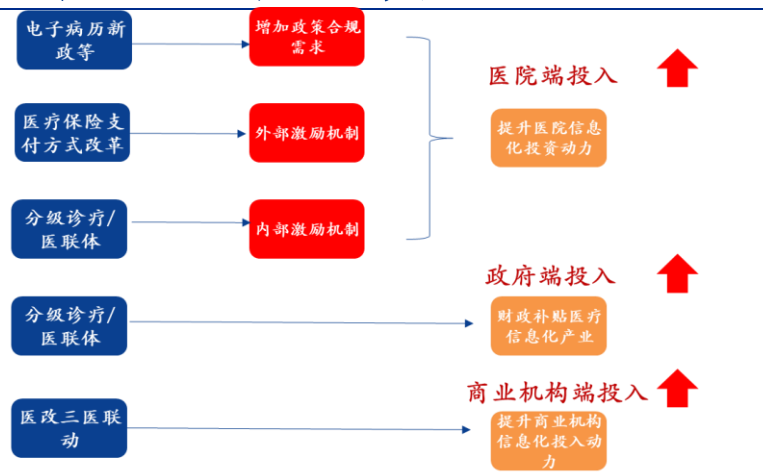 电子病历新
政等
增加政策合规
需求
医院端投入
医疗保险支
付方式改革
外部激励机制
提升医院信息
化投资动力
分级诊疗/
医联体
内部激励机制
政府端投入
分级诊疗/
医联体
财政补贴医疗
信息化产业
商业机构端投入
医改三医联
动
提升商业机构
信息化投入动
力